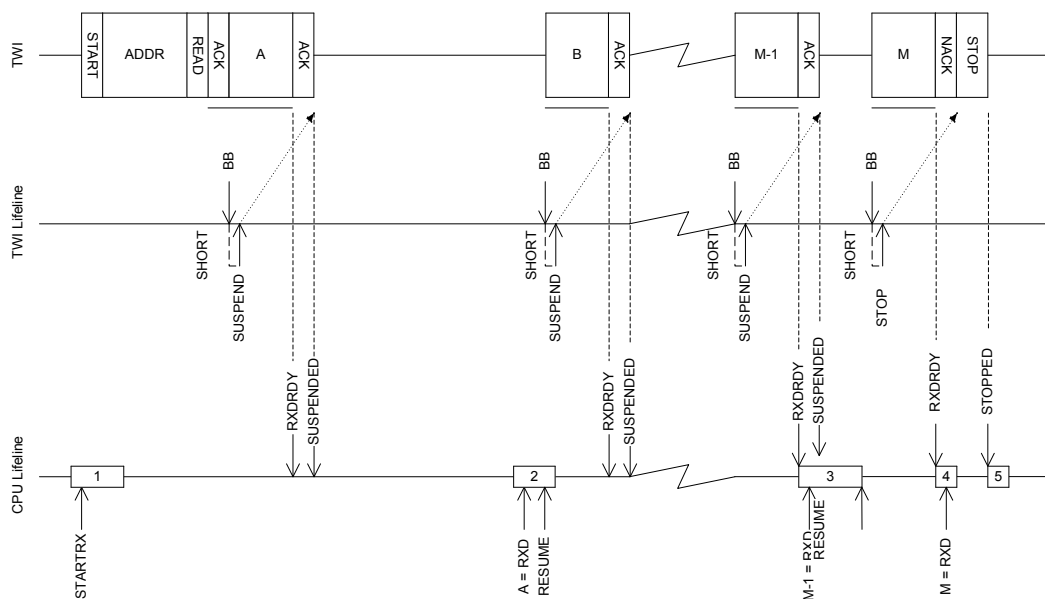 TWI
START
ADDR
READ
ACK
A
ACK
B
ACK
M-1
ACK
M
NACK
STOP
TWI Lifeline
BB
SHORT
SUSPEND
BB
SHORT
SUSPEND
BB
SHORT
SUSPEND
BB
SHORT
STOP
RXDRDY
SUSPENDED
RXDRDY
SUSPENDED
RXDRDY
SUSPENDED
RXDRDY
STOPPED
CPU Lifeline
1
2
3
4
5
STARTRX
A = RXD
RESUME
M-1 = RXD
RESUME
M = RXD